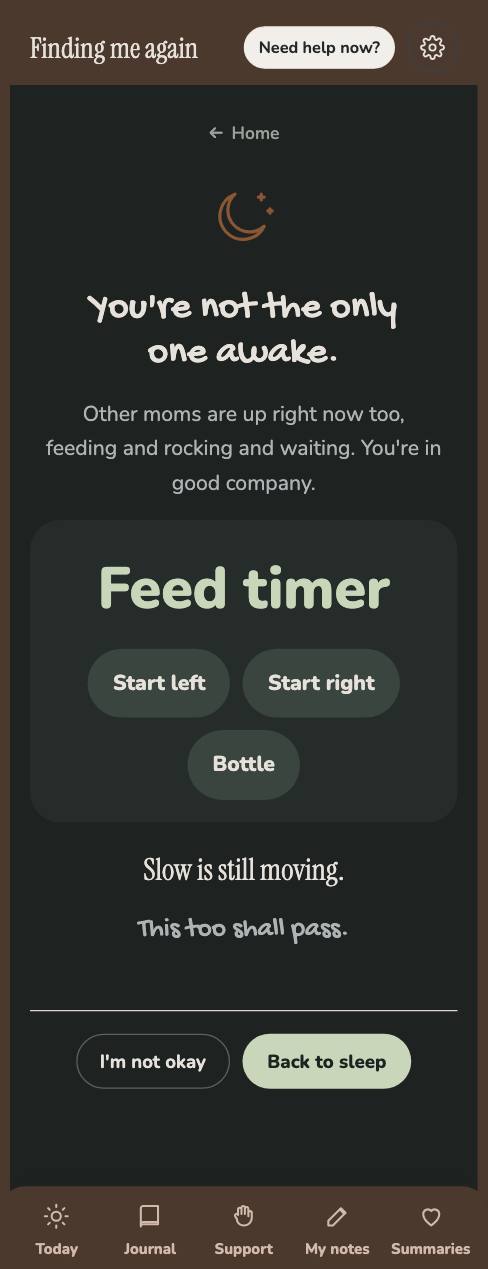 Finding me again
Need help now?
← Home
You're not the only
one awake.
Other moms are up right now too,
feeding and rocking and waiting. You're in
good company.
Feed timer
Start left
Start right
Bottle
Slow is still moving.
This too shall pass.
I'm not okay
Back to sleep
Today
Journal
Support
My notes
Summaries